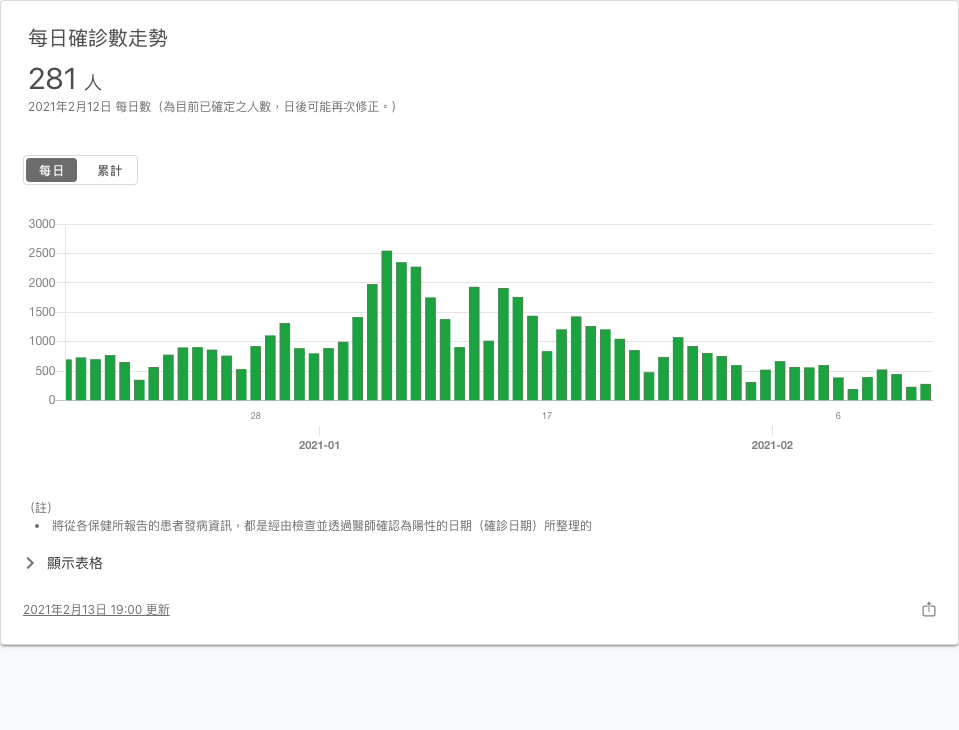 每日確診數走勢
281 人
2021年2月12日 每日數（為目前已確定之人數，日後可能再次修正。）
每日 累計
3000
2500
2000
1500
1000
500
0
28 17 6
2021-01 2021-02
（註）
• 將從各保健所報告的患者發病資訊，都是經由檢查並透過醫師確認為陽性的日期（確診日期）所整理的
顯示表格
2021年2月13日 19:00 更新